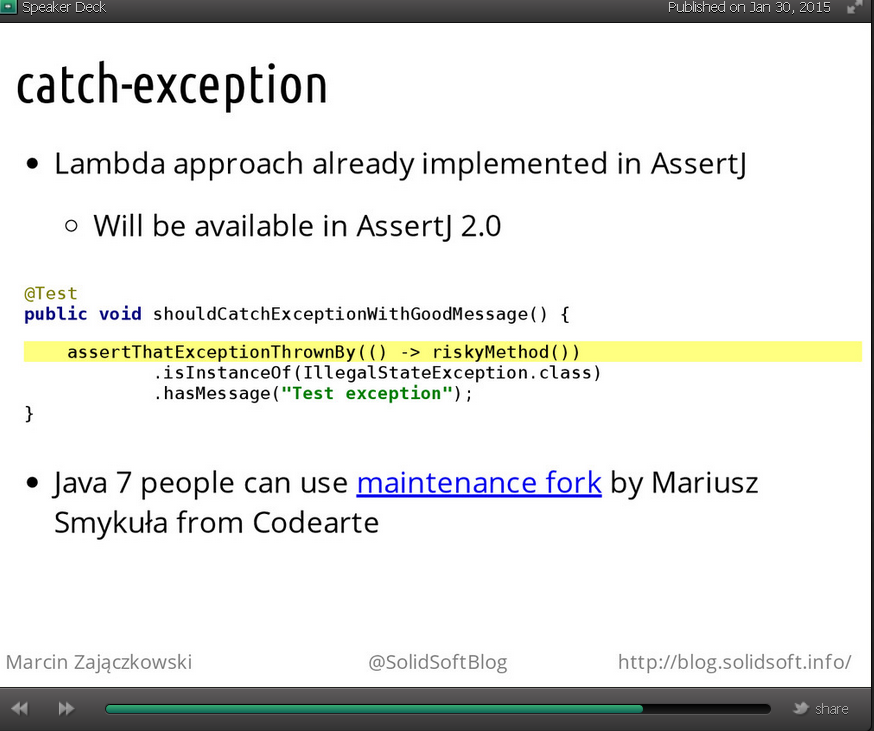 Speaker Deck
Published on Jan 30, 2015
catch-exception
Lambda approach already implemented in AssertJ
Will be available in AssertJ 2.0
@Test
public void shouldCatchExceptionWithGoodMessage() {
assertThatExceptionThrownBy(() -> riskyMethod())
.isInstanceOf(IllegalStateException.class)
.hasMessage("Test exception");
}
Java 7 people can use maintenance fork by Mariusz
Smykuła from Codearte
Marcin Zajączkowski
@SolidSoftBlog
http://blog.solidsoft.info/
share